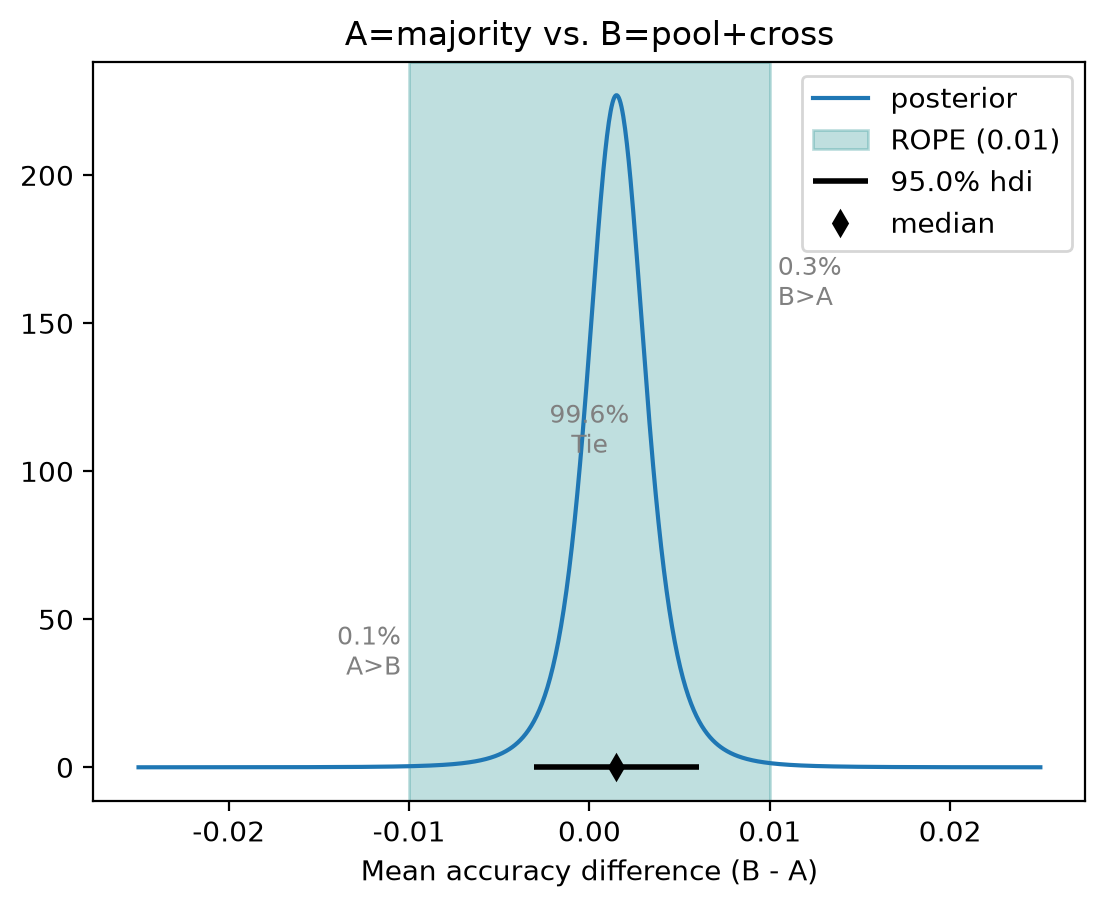 A=majority vs. B=pool+cross
posterior
ROPE (0.01)
95.0% hdi
median
0.3%
B>A
99.6%
Tie
0.1%
A>B
200
150
100
50
0
-0.02
-0.01
0.00
0.01
0.02
Mean accuracy difference (B - A)